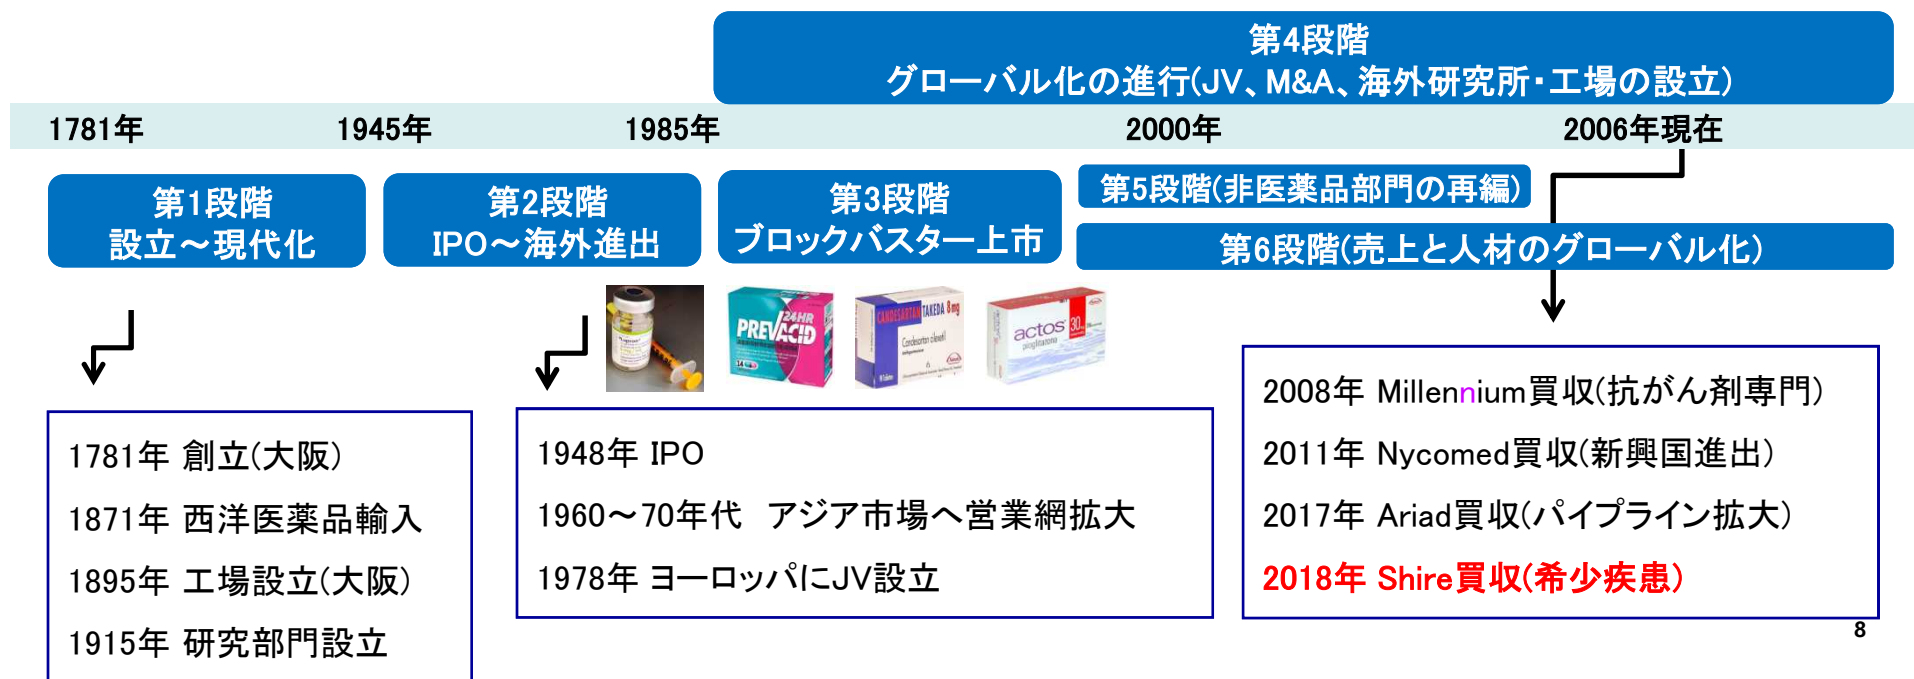 第4段階
グローバル化の進行(JV、M&A、海外研究所・工場の設立)
1781年 1945年 1985年 2000年 2006年現在
第1段階
設立～現代化
第2段階
IPO～海外進出
第3段階
ブロックバスター上市
第5段階(非医薬品部門の再編)
第6段階(売上と人材のグローバル化)
24HR
PREVACID
14
CANDESARTAN TAKEDA 8mg
Candesartan cilexetil
actos 30
pioglitazona
1781年 創立(大阪)
1871年 西洋医薬品輸入
1895年 工場設立(大阪)
1915年 研究部門設立
1948年 IPO
1960～70年代 アジア市場へ営業網拡大
1978年 ヨーロッパにJV設立
2008年 Millennium買収(抗がん剤専門)
2011年 Nycomed買収(新興国進出)
2017年 Ariad買収(パイプライン拡大)
2018年 Shire買収(希少疾患)
8